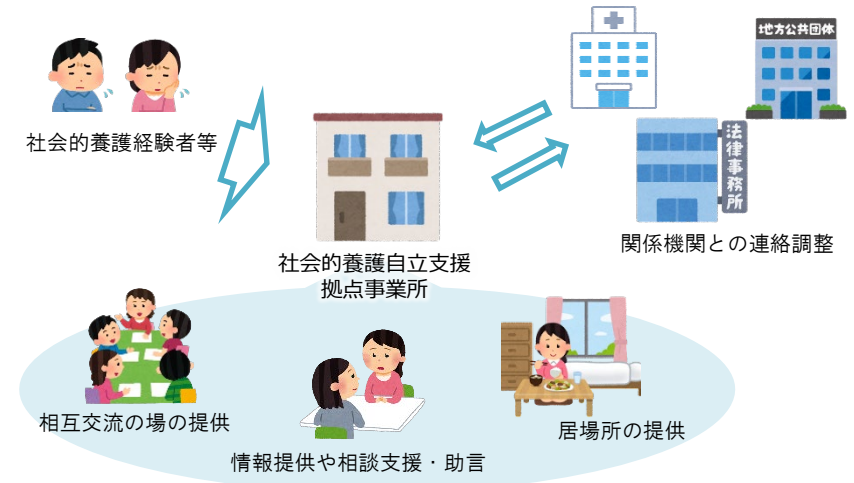 社会的養護経験者等
地方公共団体
法律事務所
関係機関との連絡調整
社会的養護自立支援
拠点事業所
相互交流の場の提供
情報提供や相談支援・助言
居場所の提供